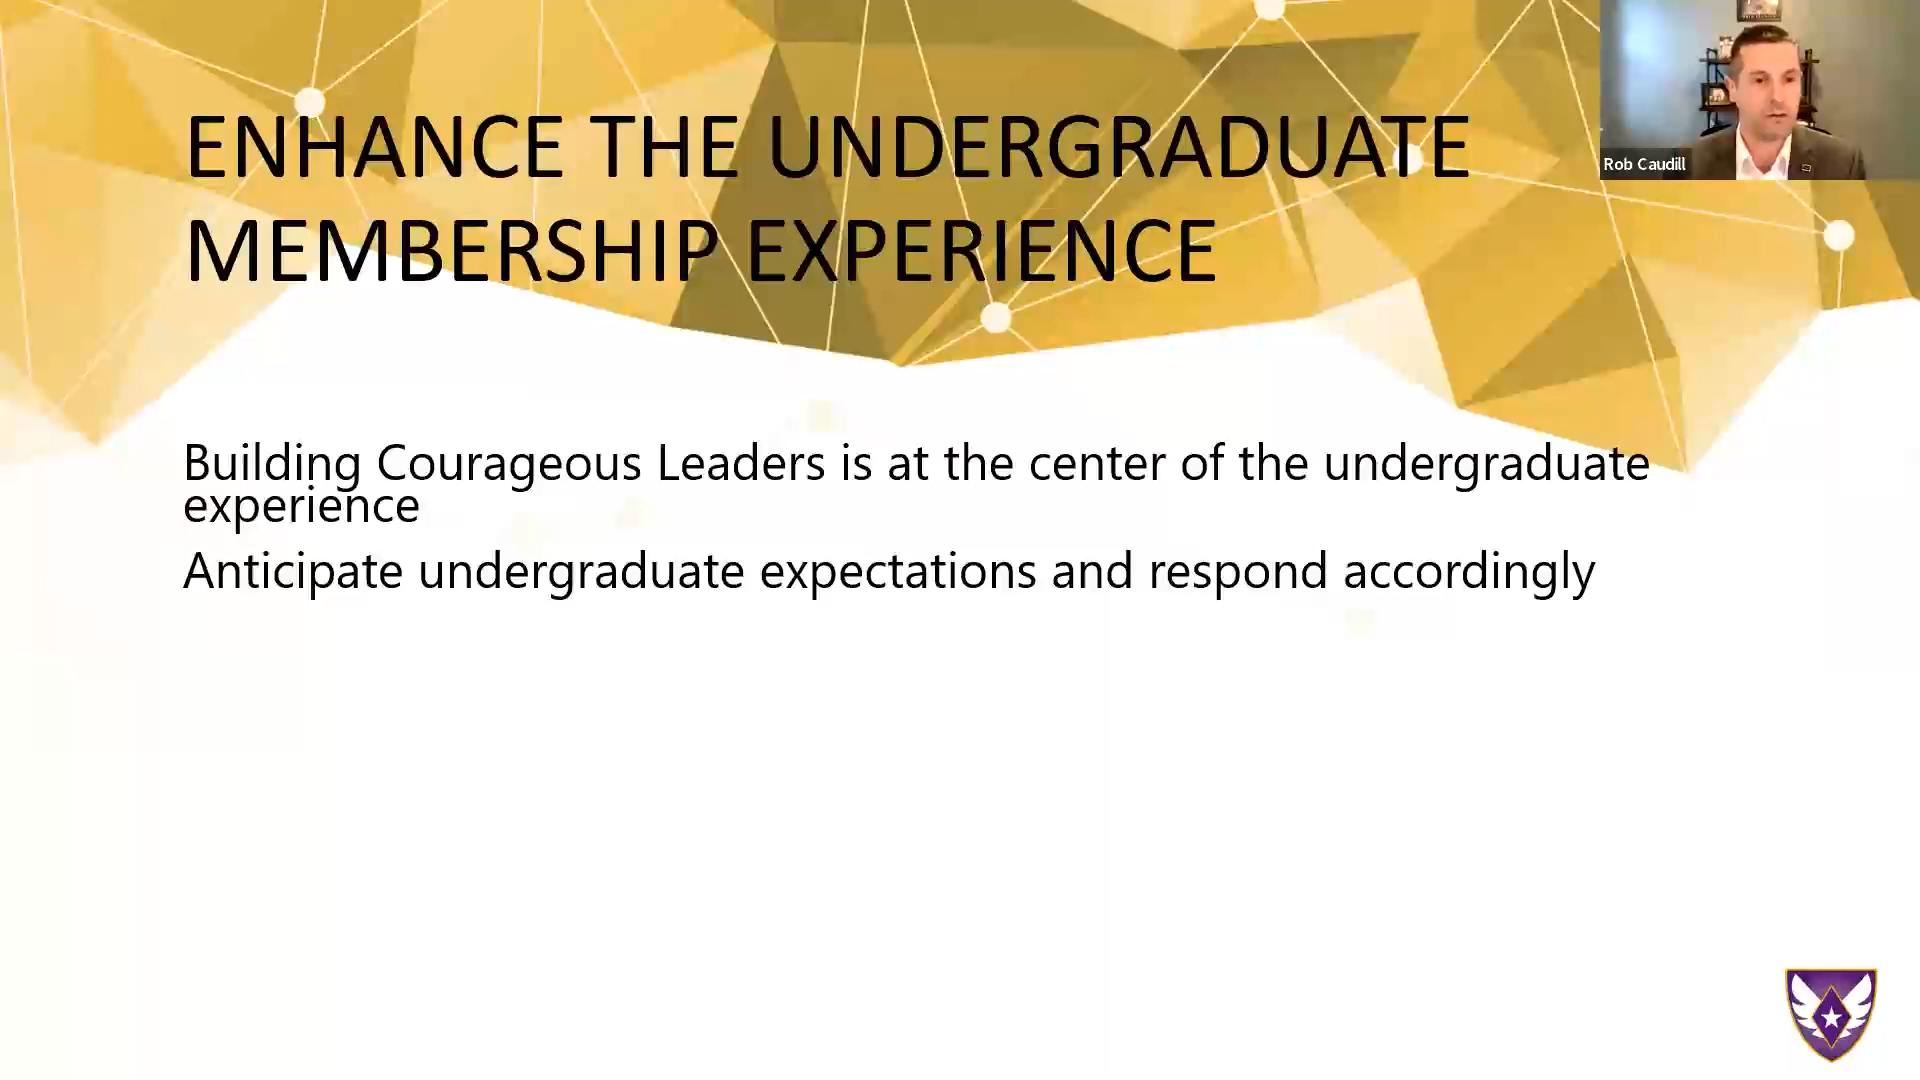 ENHANCE THE UNDERGRADUATE
MEMBERSHIP EXPERIENCE
Rob Caudill
Building Courageous Leaders is at the center of the undergraduate
experience
Anticipate undergraduate expectations and respond accordingly